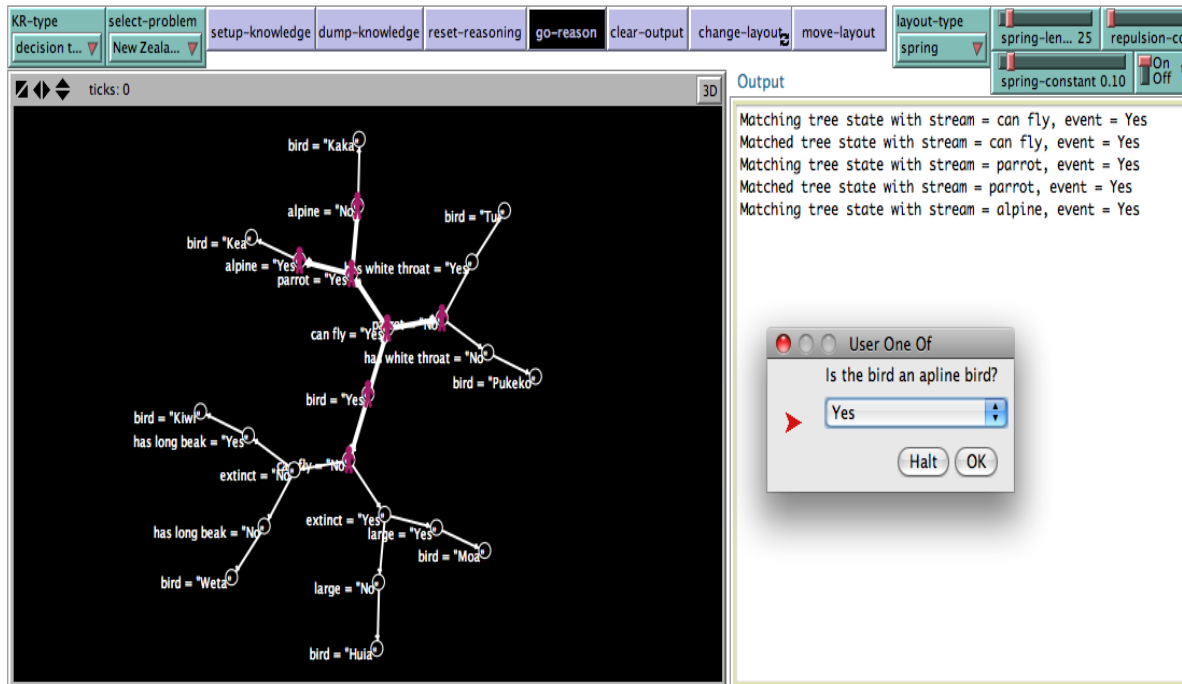 KR-type
decision t...
select-problem
New Zeala...
setup-knowledge
dump-knowledge
reset-reasoning
go-reason
clear-output
change-layout
move-layout
layout-type
spring
spring-len... 25
repulsion-co
spring-constant 0.10
On
Off
ticks: 0
3D
bird = "Kaka"
alpine = "No"
bird = "Tui"
bird = "Kea"
alpine = "Yes"
has white throat = "Yes"
parrot = "Yes"
can fly = "Yes"
parrot = "No"
has white throat = "No"
bird = "Pukeko"
bird = "Yes"
bird = "Kiwi"
has long beak = "Yes"
can fly = "No"
extinct = "No"
extinct = "Yes"
large = "Yes"
has long beak = "No"
bird = "Moa"
bird = "Weta"
large = "No"
bird = "Huia"
Output
Matching tree state with stream = can fly, event = Yes
Matched tree state with stream = can fly, event = Yes
Matching tree state with stream = parrot, event = Yes
Matched tree state with stream = parrot, event = Yes
Matching tree state with stream = alpine, event = Yes
User One Of
Is the bird an apline bird?
Yes
Halt
OK